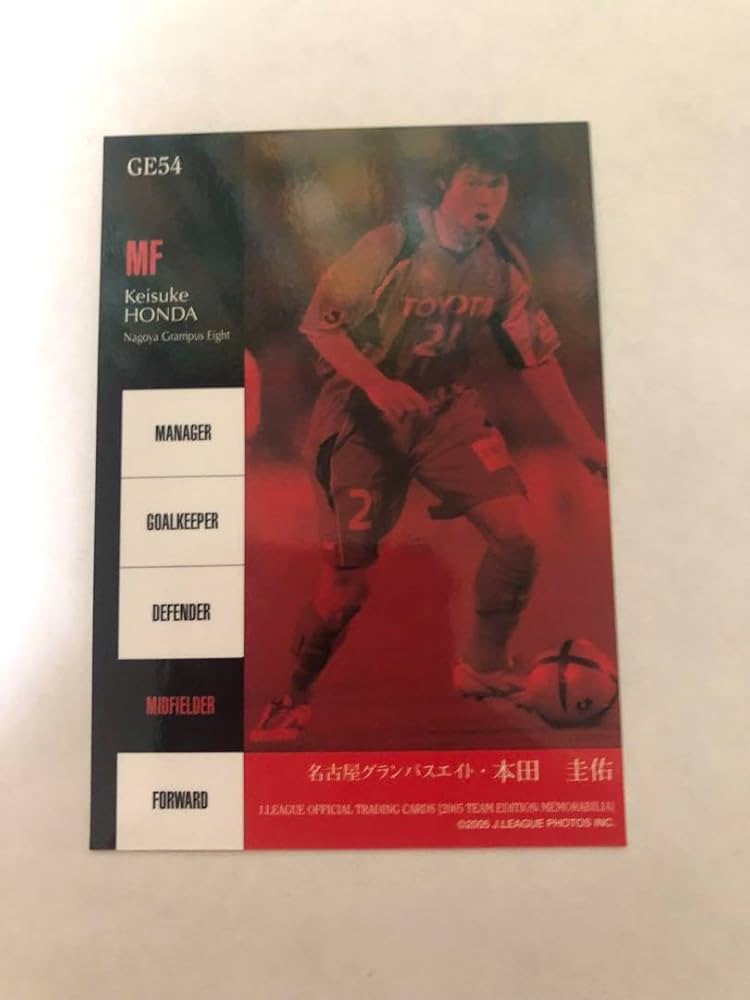 GE54
MF
Keisuke
HONDA
Nagoya Grampus Eight
MANAGER
GOALKEEPER
DEFENDER
MIDFIELDER
FORWARD
TOYOTA
21
2
名古屋グランパスエイト・本田 圭佑
J.LEAGUE OFFICIAL TRADING CARDS [2005 TEAM EDITION MEMORABILIA]
©2005 J.LEAGUE PHOTOS INC.